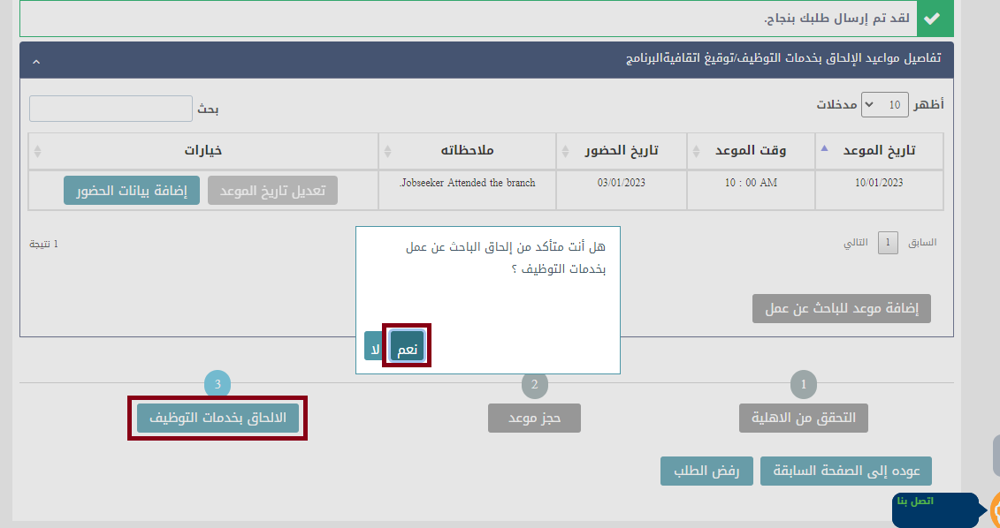 لقد تم إرسال طلبك بنجاح.
تفاصيل مواعيد الإلحاق بخدمات التوظيف/توقيغ اتقافيةالبرنامج
أظهر 10 مدخلات
بحث
تاريخ الموعد وقت الموعد تاريخ الحضور ملاحظاته خيارات
10/01/2023 10 : 00 AM 03/01/2023 Jobseeker Attended the branch. تعديل تاريخ الموعد إضافة بيانات الحضور
السابق 1 التالي
1 نتيجة
هل أنت متأكد من إلحاق الباحث عن عمل
بخدمات التوظيف ؟
نعم لا
إضافة موعد للباحث عن عمل
1 2 3
التحقق من الاهلية حجز موعد الالحاق بخدمات التوظيف
عوده إلى الصفحة السابقة رفض الطلب
اتصل بنا